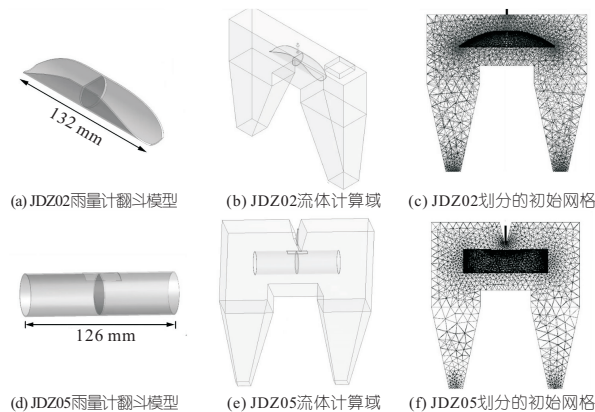 132 mm
(a) JDZ02雨量计翻斗模型
(b) JDZ02流体计算域
(c) JDZ02划分的初始网格
126 mm
(d) JDZ05雨量计翻斗模型
(e) JDZ05流体计算域
(f) JDZ05划分的初始网格